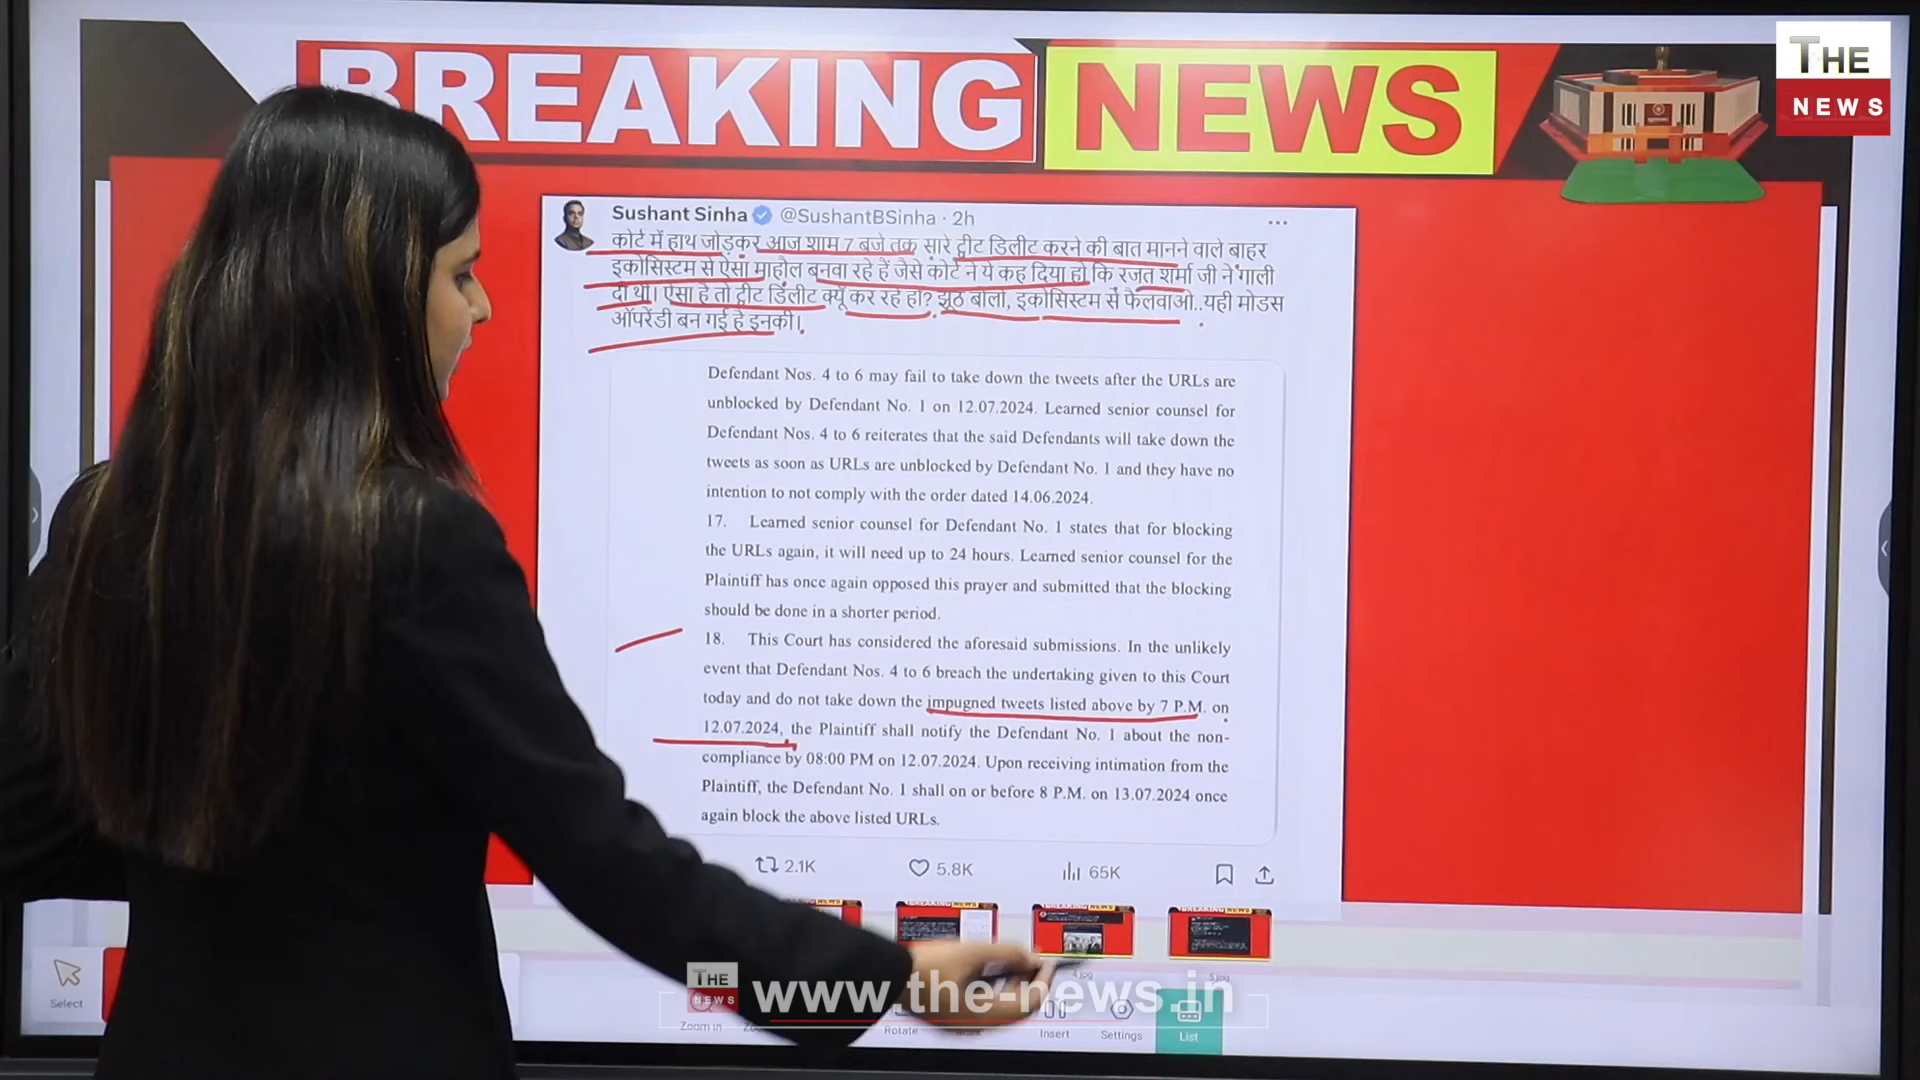 BREAKING NEWS
THE
NEWS
Sushant Sinha @SushantBSinha · 2h
कोर्ट में हाथ जोड़कर आज शाम 7 बजे तक सारे ट्वीट डिलीट करने की बात मानने वाले बाहर
इकोसिस्टम से ऐसा माहौल बनवा रहे हैं जैसे कोर्ट ने ये कह दिया हो कि रजत शर्मा जी ने गाली
दी थी। ऐसा है तो ट्वीट डिलीट क्यूँ कर रहे हो? झूठ बोलो, इकोसिस्टम से फैलवाओ..यही मोडस
ऑपरेंडी बन गई है इनकी।
Defendant Nos. 4 to 6 may fail to take down the tweets after the URLs are
unblocked by Defendant No. 1 on 12.07.2024. Learned senior counsel for
Defendant Nos. 4 to 6 reiterates that the said Defendants will take down the
tweets as soon as URLs are unblocked by Defendant No. 1 and they have no
intention to not comply with the order dated 14.06.2024.
17. Learned senior counsel for Defendant No. 1 states that for blocking
the URLs again, it will need up to 24 hours. Learned senior counsel for the
Plaintiff has once again opposed this prayer and submitted that the blocking
should be done in a shorter period.
18. This Court has considered the aforesaid submissions. In the unlikely
event that Defendant Nos. 4 to 6 breach the undertaking given to this Court
today and do not take down the impugned tweets listed above by 7 P.M. on
12.07.2024, the Plaintiff shall notify the Defendant No. 1 about the non-
compliance by 08:00 PM on 12.07.2024. Upon receiving intimation from the
Plaintiff, the Defendant No. 1 shall on or before 8 P.M. on 13.07.2024 once
again block the above listed URLs.
2.1K 5.8K 65K
BREAKING NEWS BREAKING NEWS
4.jpg 5.jpg
THE
NEWS
www.the-news.in
Select Zoom in Rotate Insert Settings List